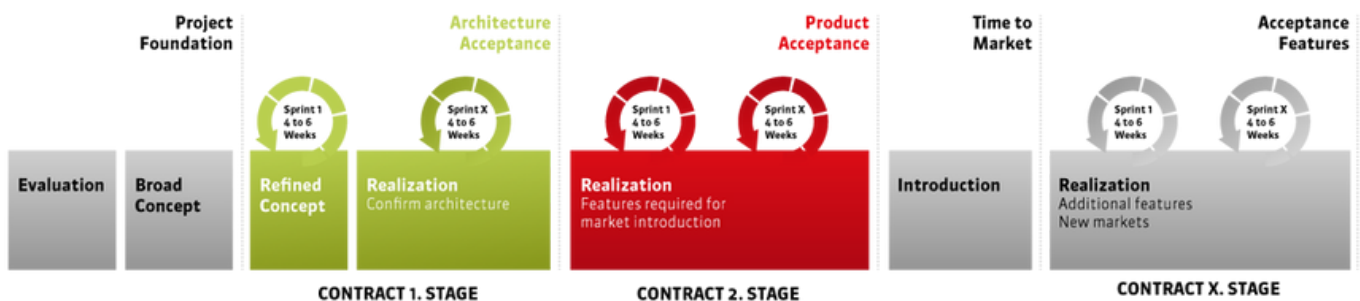 Project
Foundation
Architecture
Acceptance
Product
Acceptance
Time to
Market
Acceptance
Features
Sprint 1
4 to 6
Weeks
Sprint X
4 to 6
Weeks
Sprint 1
4 to 6
Weeks
Sprint X
4 to 6
Weeks
Sprint 1
4 to 6
Weeks
Sprint X
4 to 6
Weeks
Evaluation
Broad
Concept
Refined
Concept
Realization
Confirm architecture
Realization
Features required for
market introduction
Introduction
Realization
Additional features
New markets
CONTRACT 1. STAGE
CONTRACT 2. STAGE
CONTRACT X. STAGE